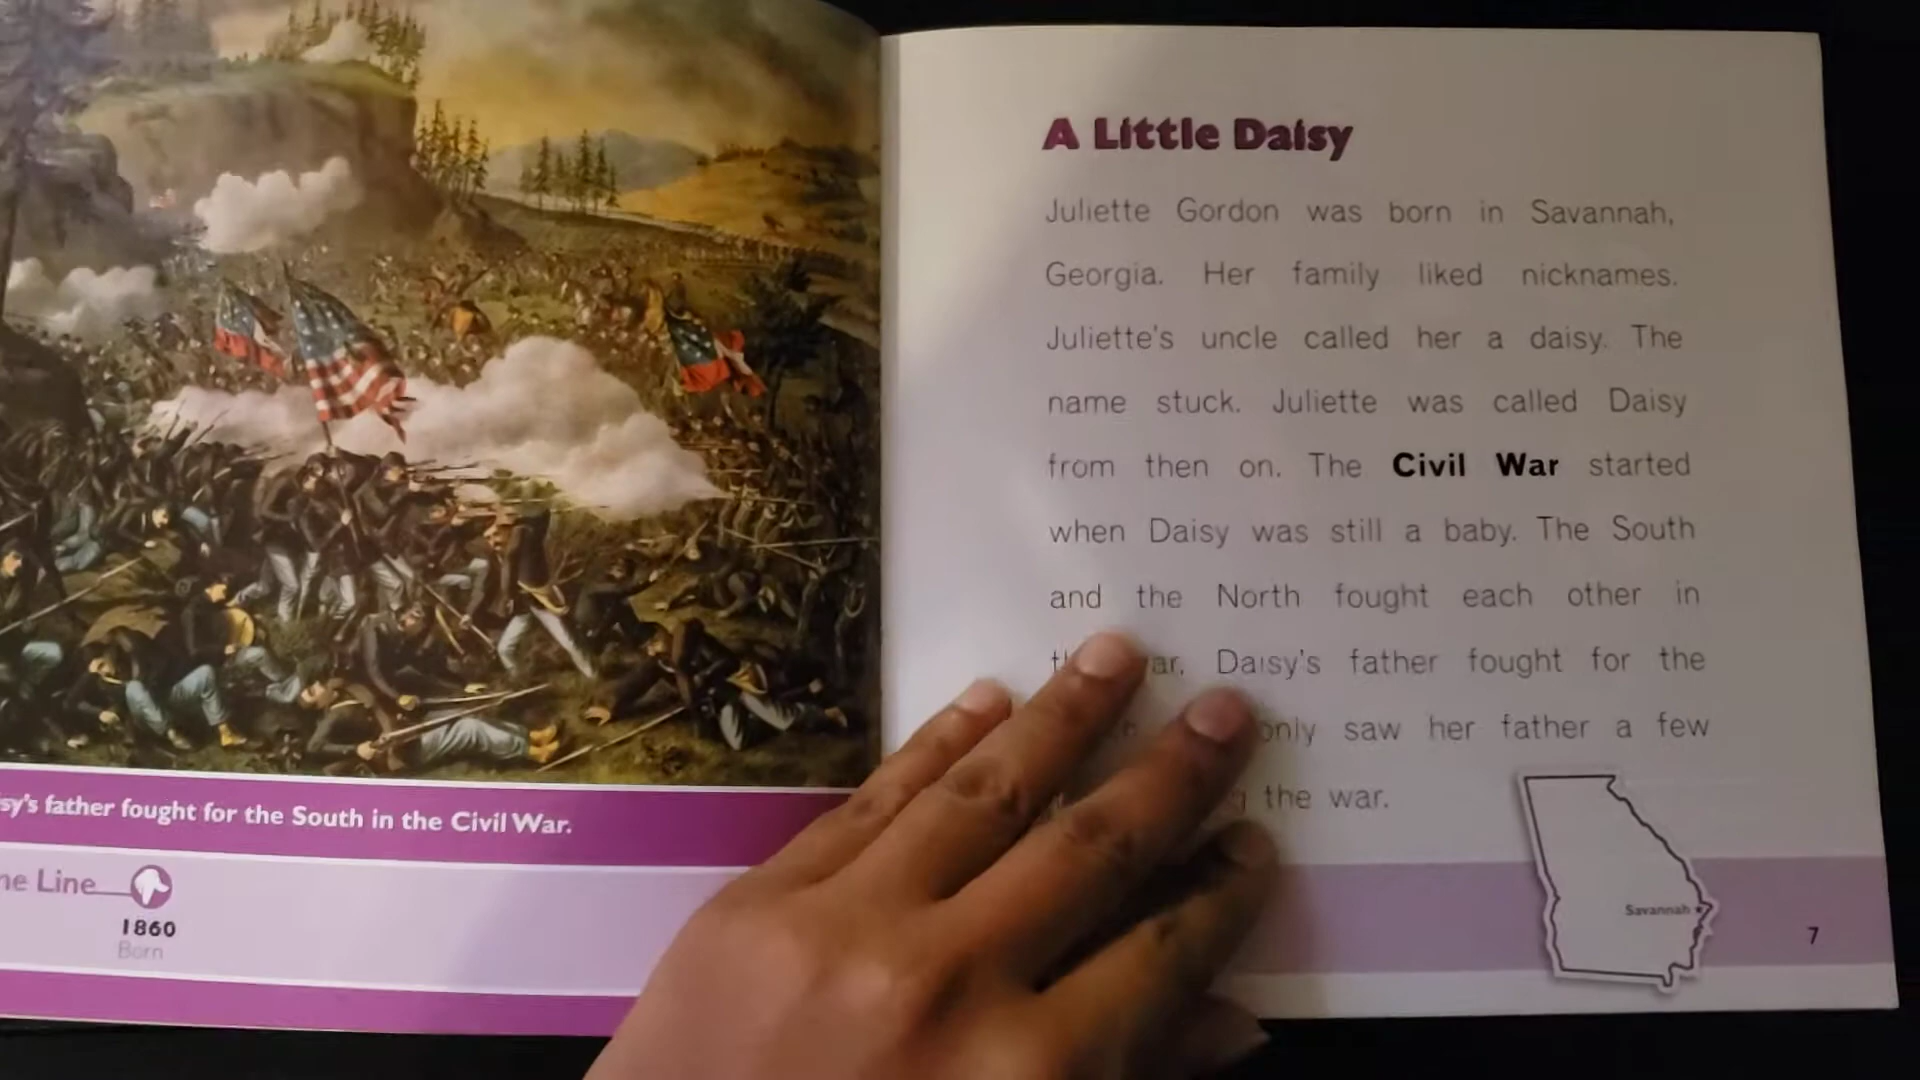 sy's father fought for the South in the Civil War.
ne Line
1860
Born
A Little Daisy
Juliette Gordon was born in Savannah,
Georgia. Her family liked nicknames.
Juliette's uncle called her a daisy. The
name stuck. Juliette was called Daisy
from then on. The Civil War started
when Daisy was still a baby. The South
and the North fought each other in
ar. Daisy's father fought for the
only saw her father a few
the war.
Savannah
7